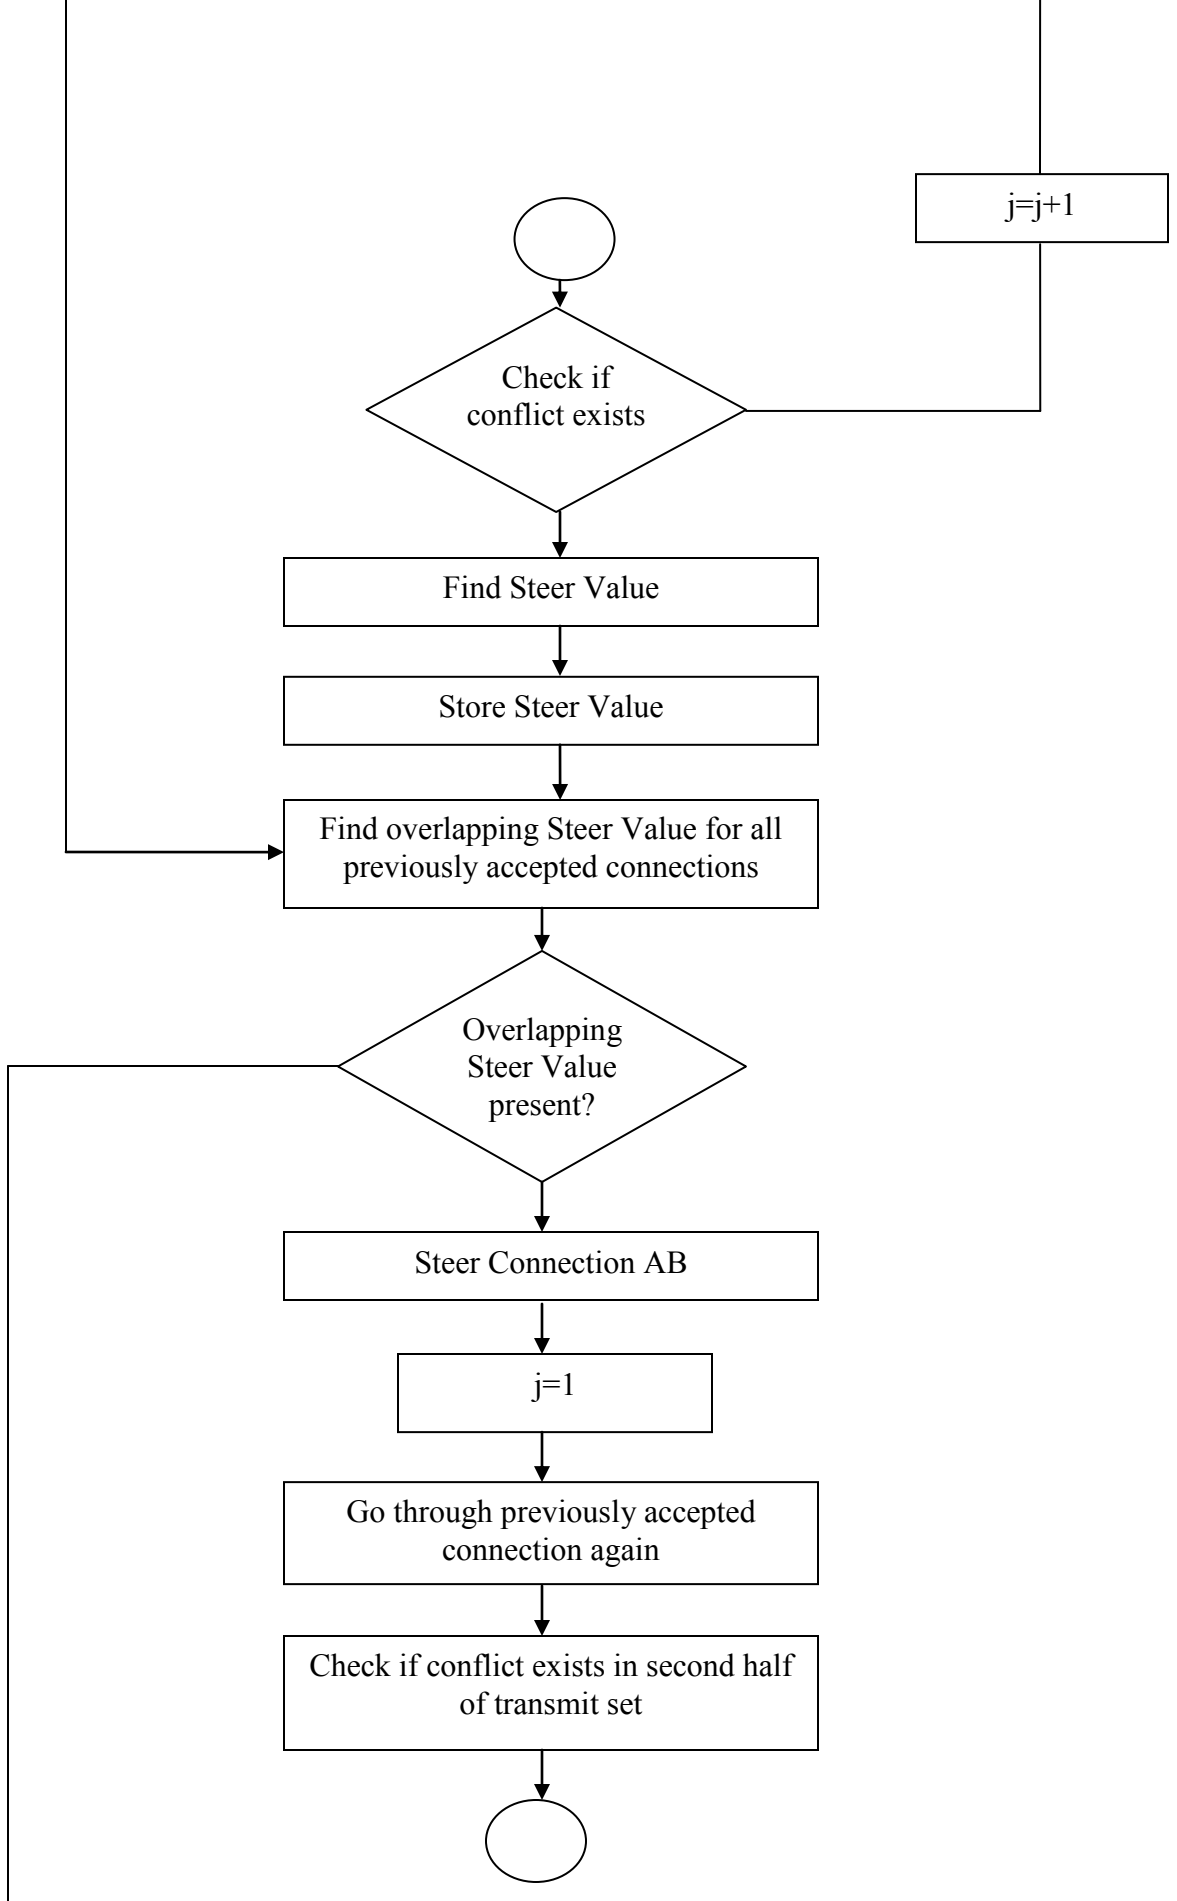 j=j+1
Check if
conflict exists
Find Steer Value
Store Steer Value
Find overlapping Steer Value for all
previously accepted connections
Overlapping
Steer Value
present?
Steer Connection AB
j=1
Go through previously accepted
connection again
Check if conflict exists in second half
of transmit set